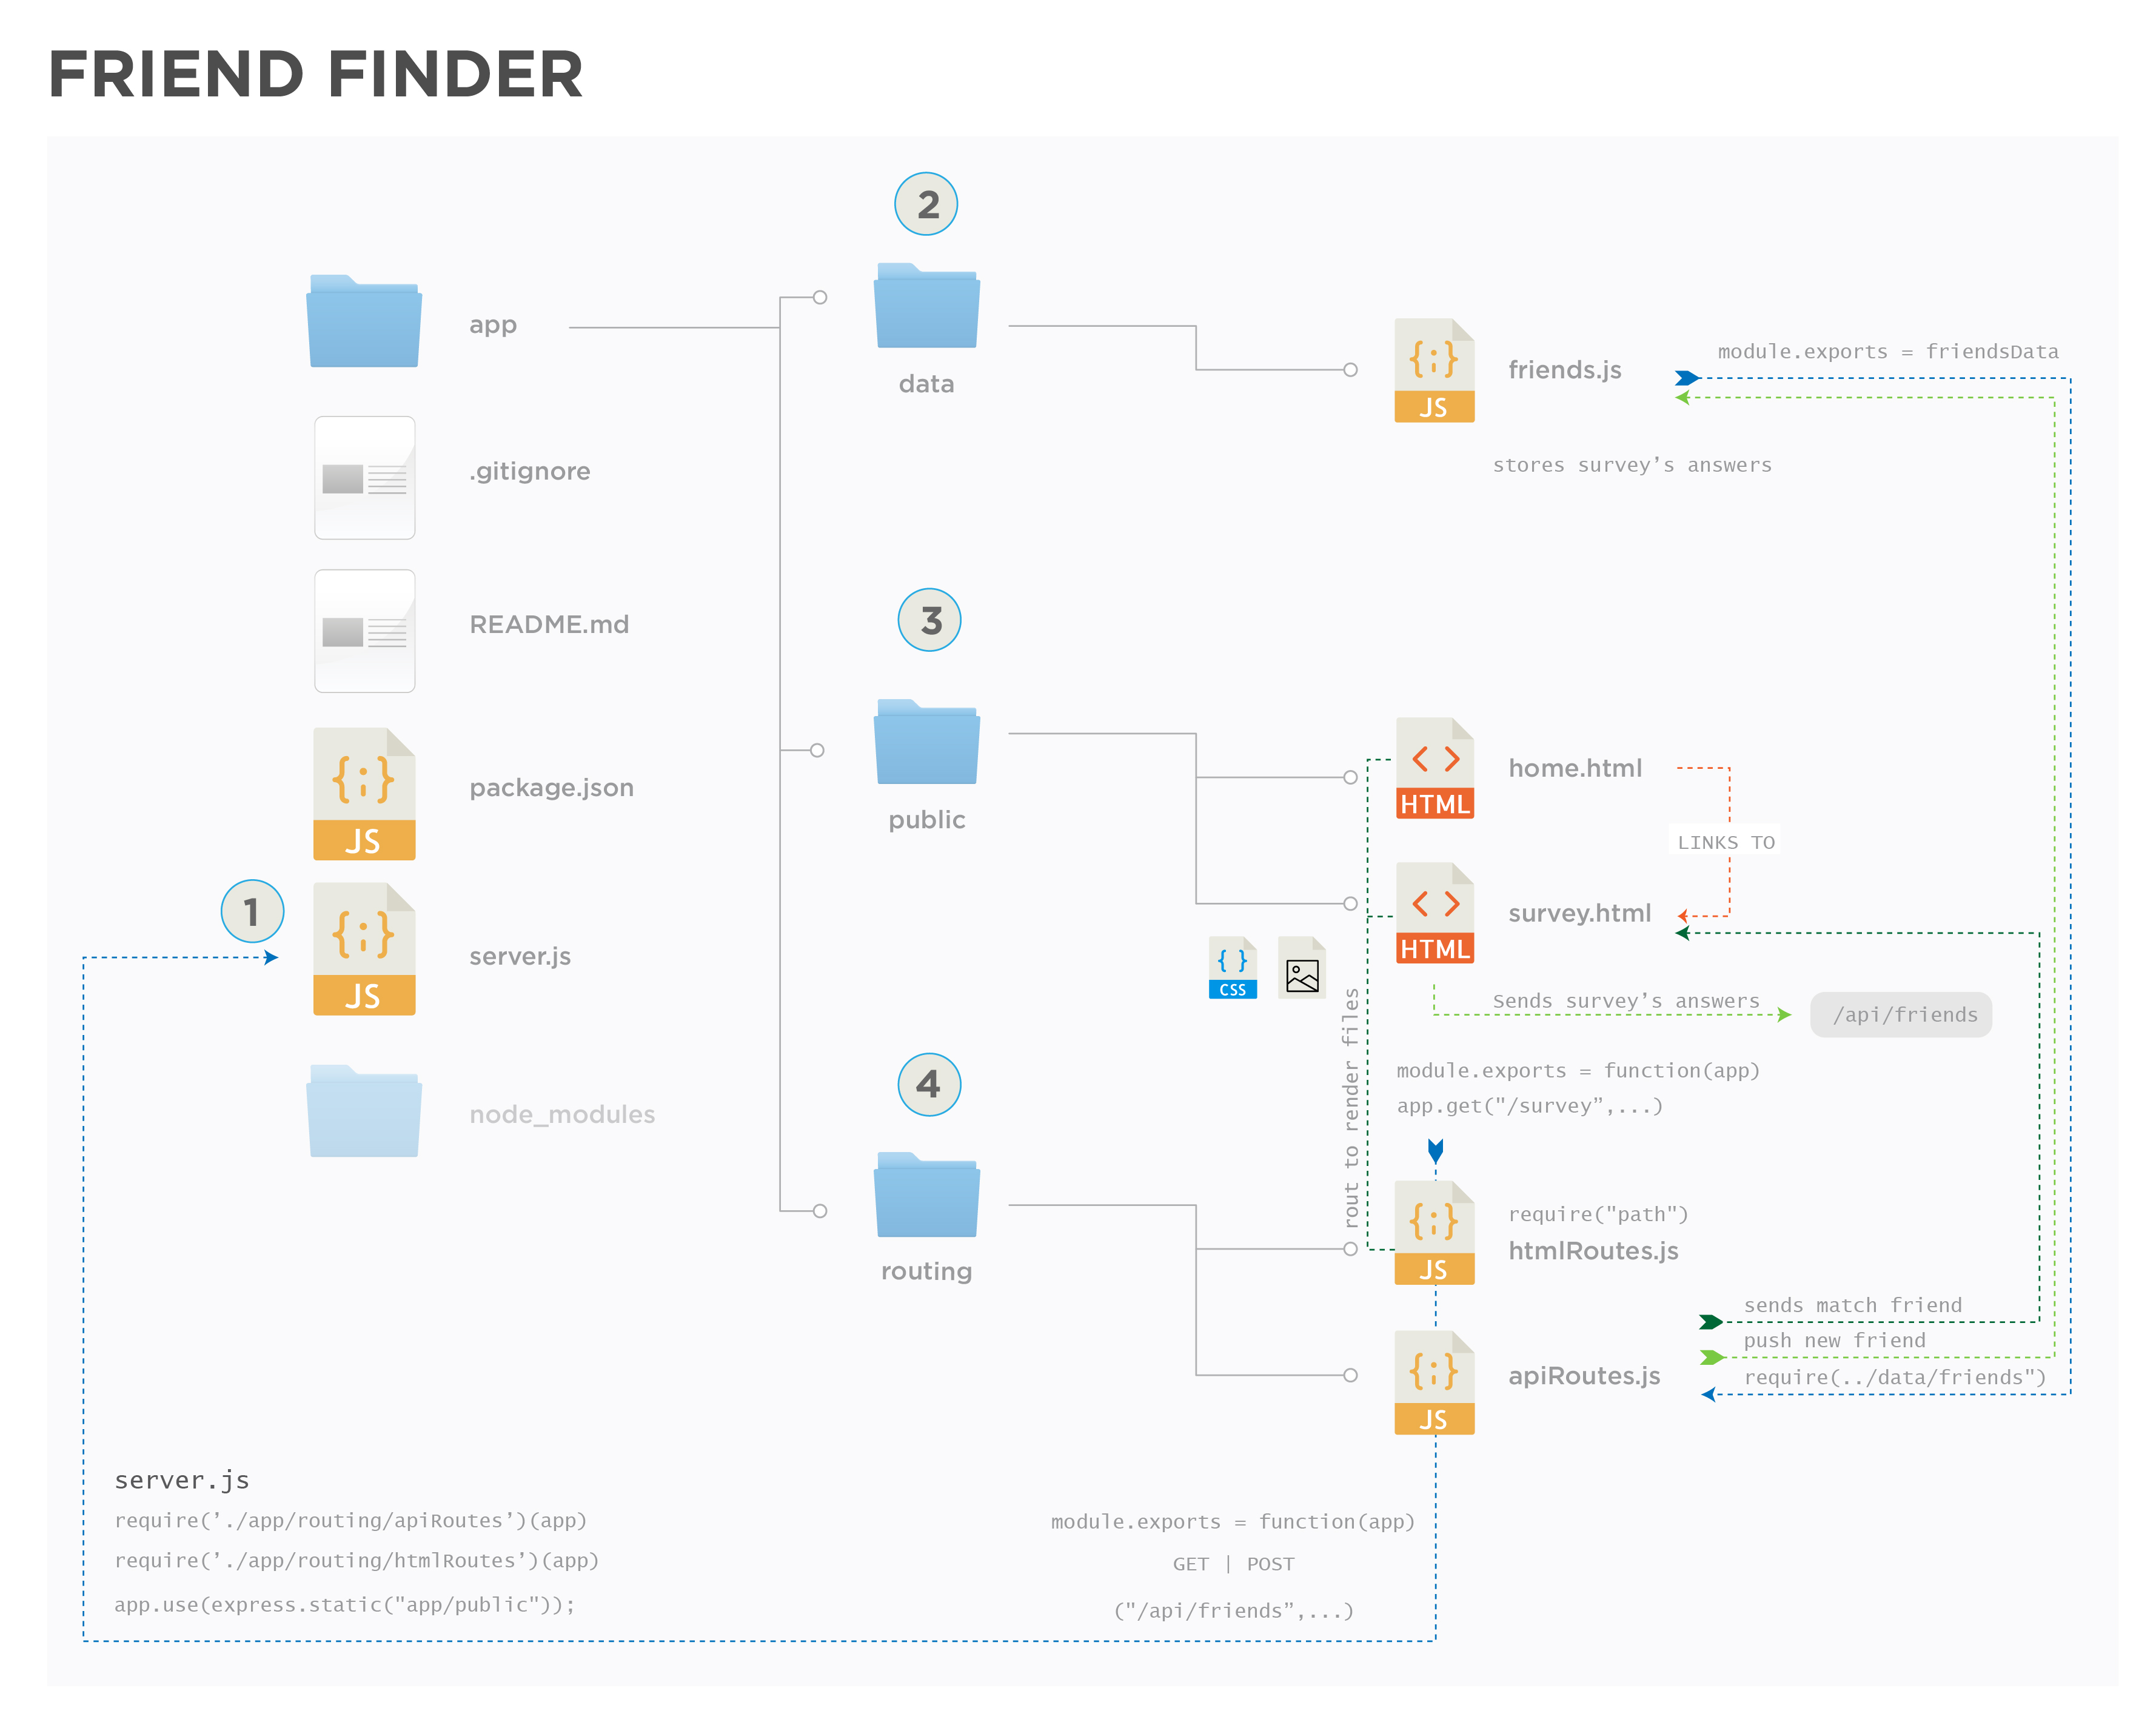 FRIEND FINDER
2
app
data
{;}
JS
friends.js
module.exports = friendsData
stores survey’s answers
.gitignore
README.md
3
{;}
JS
package.json
public
< >
HTML
home.html
LINKS TO
< >
HTML
survey.html
1
{;}
JS
server.js
{ }
CSS
Sends survey’s answers
/api/friends
rout to render files
4
node_modules
module.exports = function(app)
app.get("/survey”,...)
routing
{;}
JS
require("path")
htmlRoutes.js
{;}
JS
apiRoutes.js
sends match friend
push new friend
require(../data/friends")
server.js
require(’./app/routing/apiRoutes’)(app)
require(’./app/routing/htmlRoutes’)(app)
app.use(express.static("app/public"));
module.exports = function(app)
GET | POST
("/api/friends”,...)